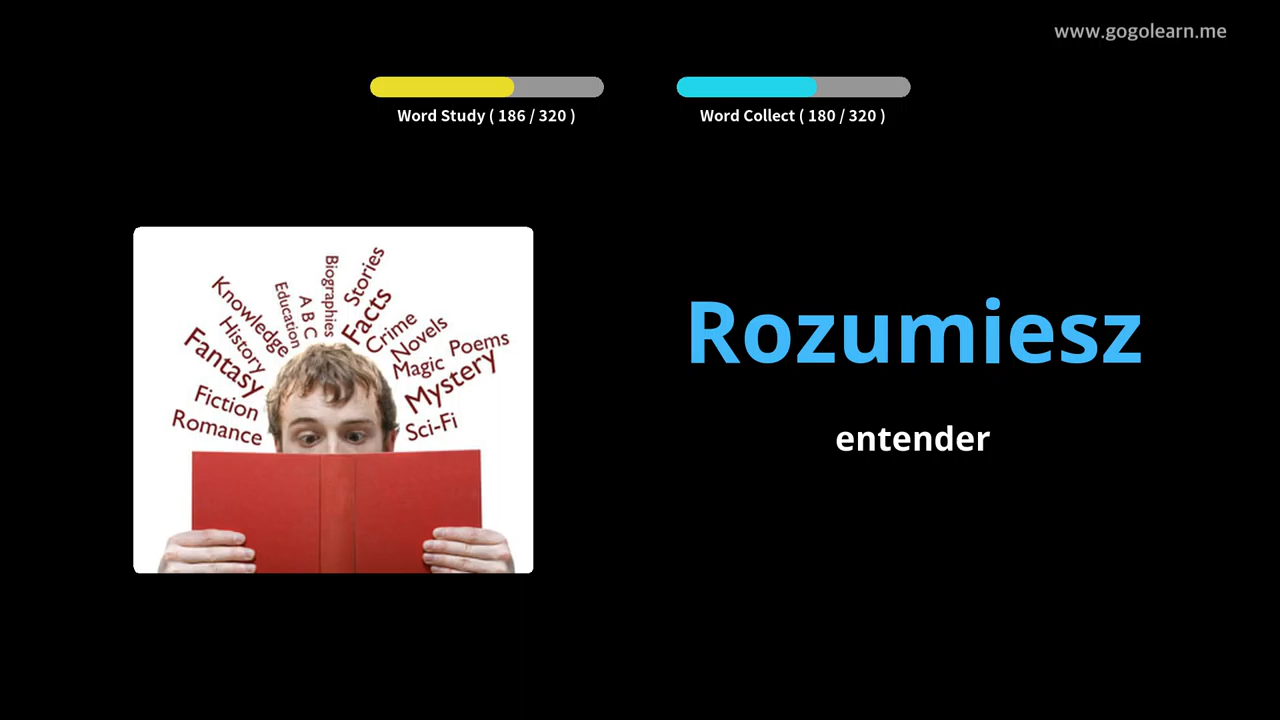 www.gogolearn.me
Word Study ( 186 / 320 )
Word Collect ( 180 / 320 )
Biographies
Stories
Education
A B C
Facts
Knowledge
Crime
History
Novels
Fantasy
Magic
Poems
Mystery
Fiction
Romance
Sci-Fi
Rozumiesz
entender